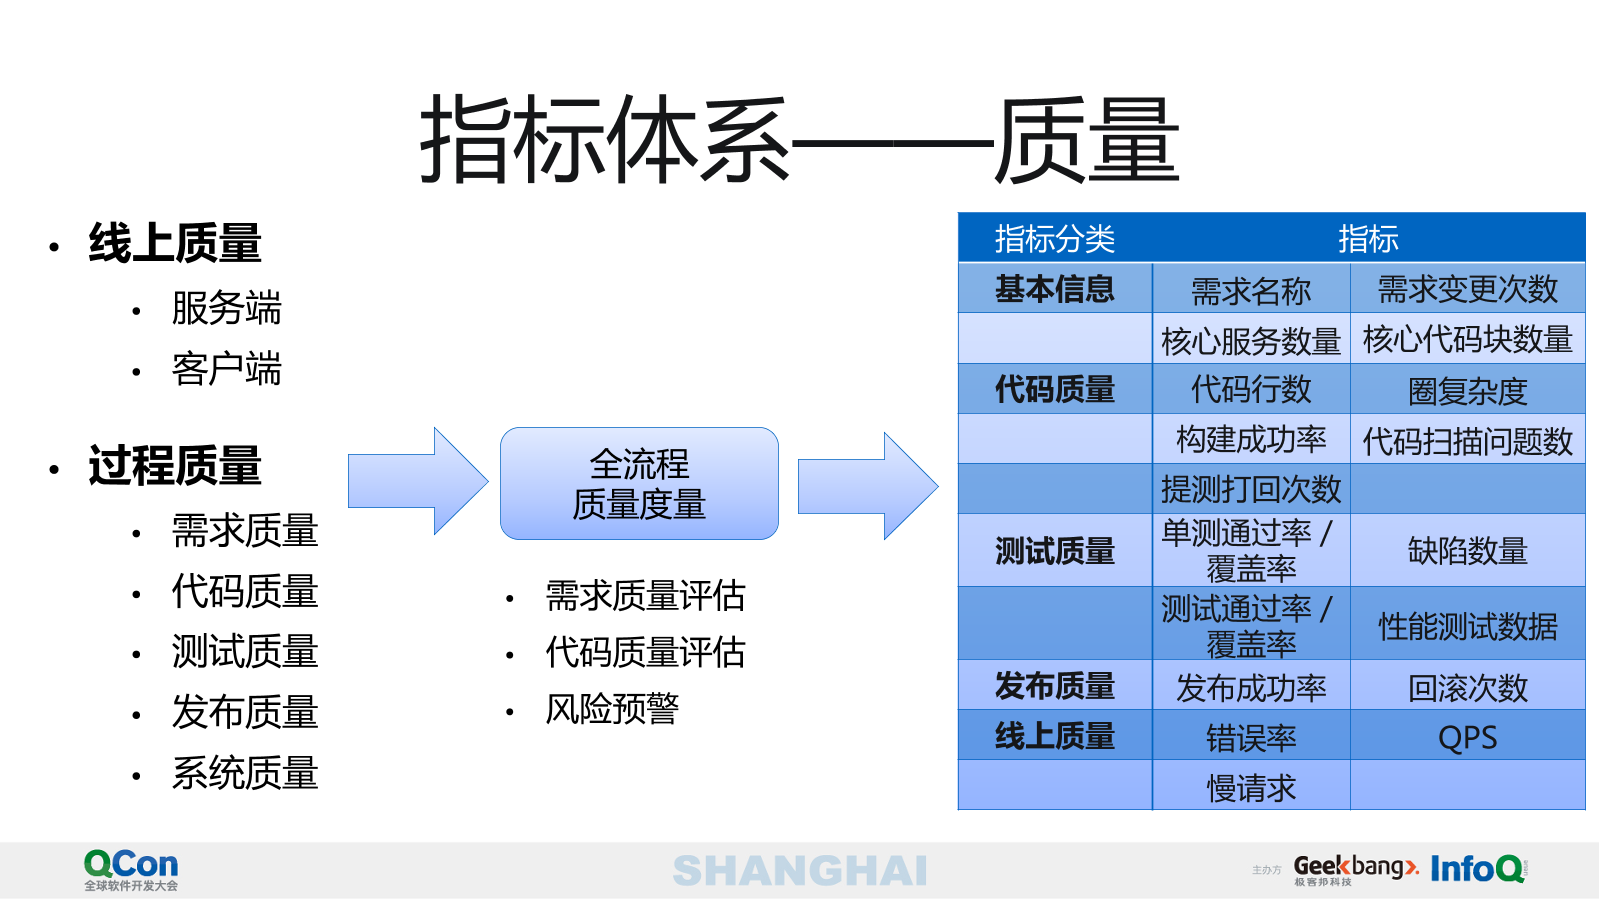 指标体系——质量
• 线上质量
• 服务端
• 客户端
• 过程质量
• 需求质量
• 代码质量
• 测试质量
• 发布质量
• 系统质量
全流程
质量度量
• 需求质量评估
• 代码质量评估
• 风险预警
指标分类 指标
基本信息 需求名称 需求变更次数
核心服务数量 核心代码块数量
代码质量 代码行数 圈复杂度
构建成功率 代码扫描问题数
提测打回次数
测试质量 单测通过率 /
覆盖率 缺陷数量
测试通过率 /
覆盖率 性能测试数据
发布质量 发布成功率 回滚次数
线上质量 错误率 QPS
慢请求
QCon
全球软件开发大会
SHANGHAI
主办方 Geekbang>.
极客邦科技
InfoQ